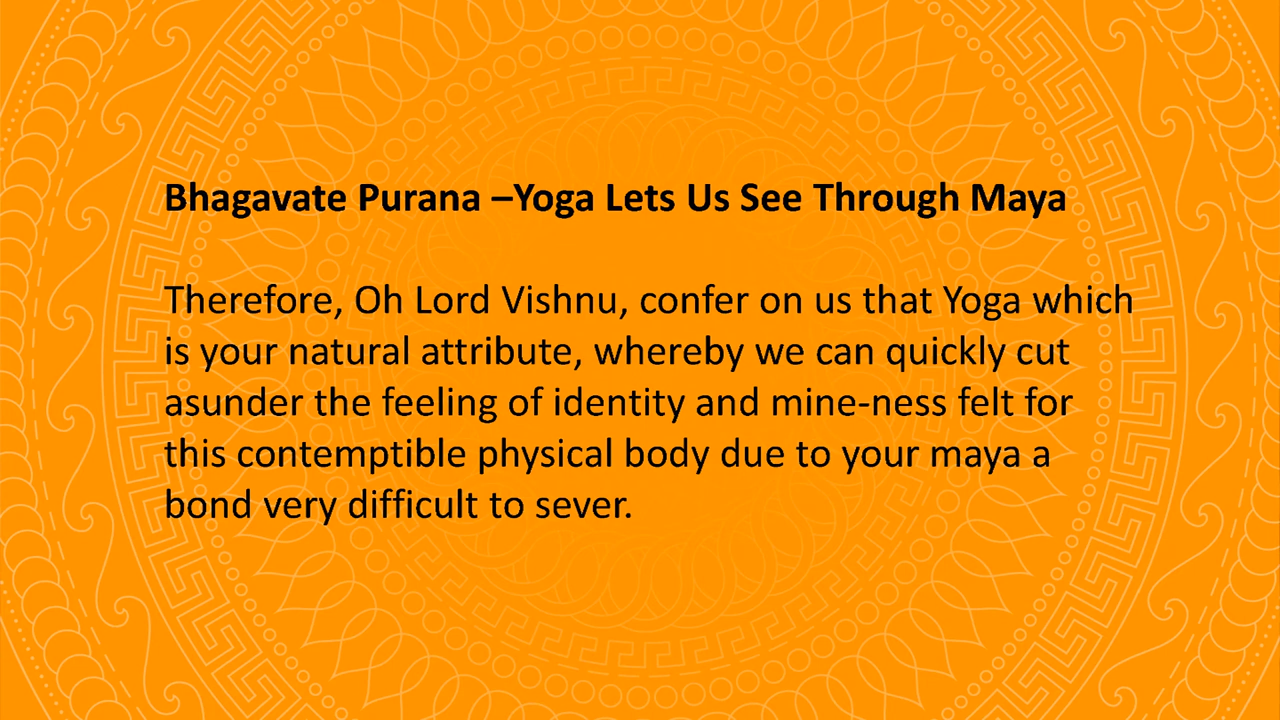 Bhagavate Purana –Yoga Lets Us See Through Maya
Therefore, Oh Lord Vishnu, confer on us that Yoga which
is your natural attribute, whereby we can quickly cut
asunder the feeling of identity and mine-ness felt for
this contemptible physical body due to your maya a
bond very difficult to sever.